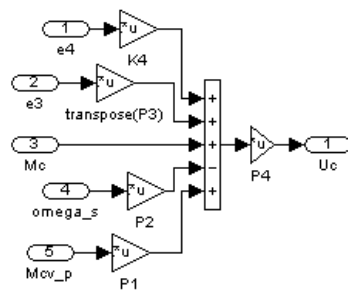 1
e4
*u
K4
2
e3
*u
transpose(P3)
3
Mc
4
omega_s
*u
P2
5
Mcv_p
*u
P1
+
+
+
−
+
*u
P4
1
Uc